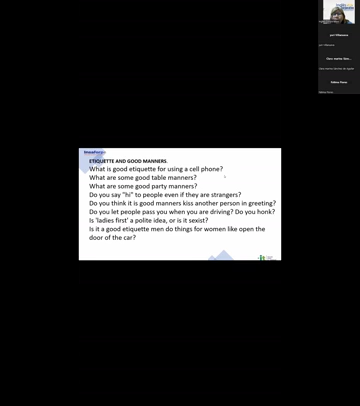 ETIQUETTE AND GOOD MANNERS.
What is good etiquette for using a cell phone?
What are some good table manners?
What are some good party manners?
Do you say "hi" to people even if they are strangers?
Do you think it is good manners kiss another person in greeting?
Do you let people pass you when you are driving? Do you honk?
Is 'ladies first' a polite idea, or is it sexist?
Is it a good etiquette men do things for women like open the
door of the car?